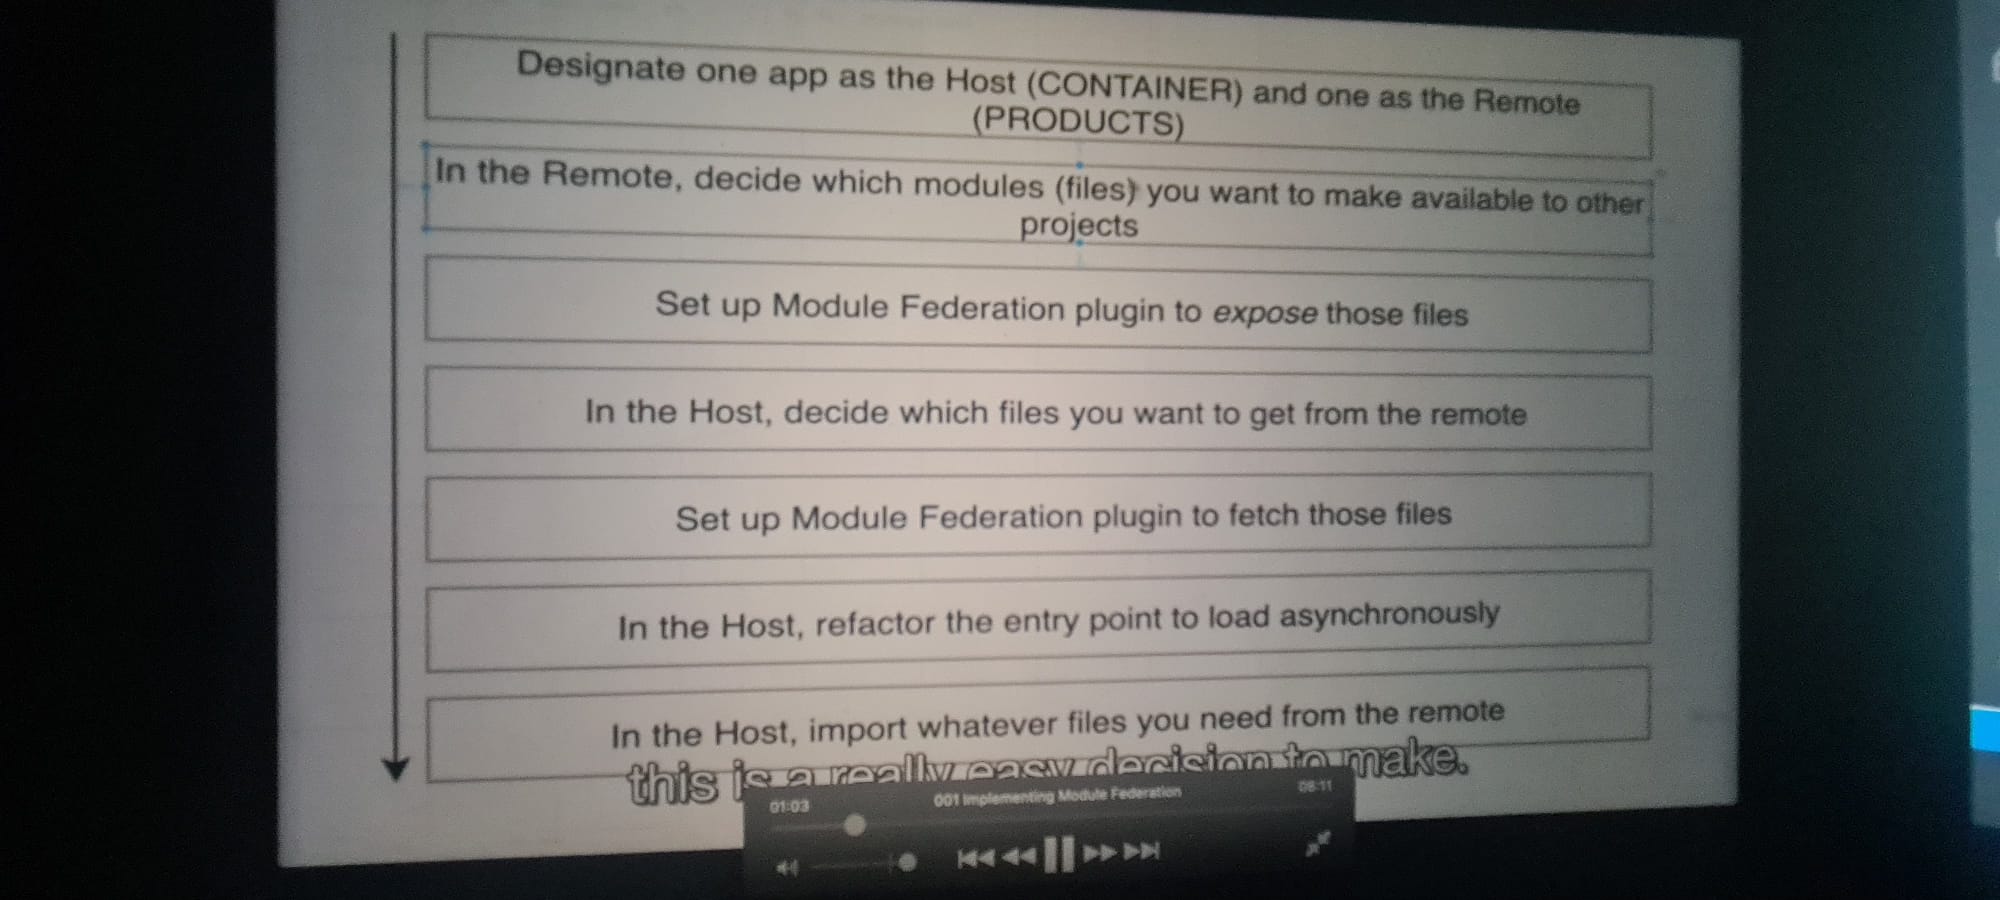 Designate one app as the Host (CONTAINER) and one as the Remote
(PRODUCTS)
In the Remote, decide which modules (files) you want to make available to other
projects
Set up Module Federation plugin to expose those files
In the Host, decide which files you want to get from the remote
Set up Module Federation plugin to fetch those files
In the Host, refactor the entry point to load asynchronously
In the Host, import whatever files you need from the remote
this is a really easy decision to make.
01:03
001 Implementing Module Federation
08:11